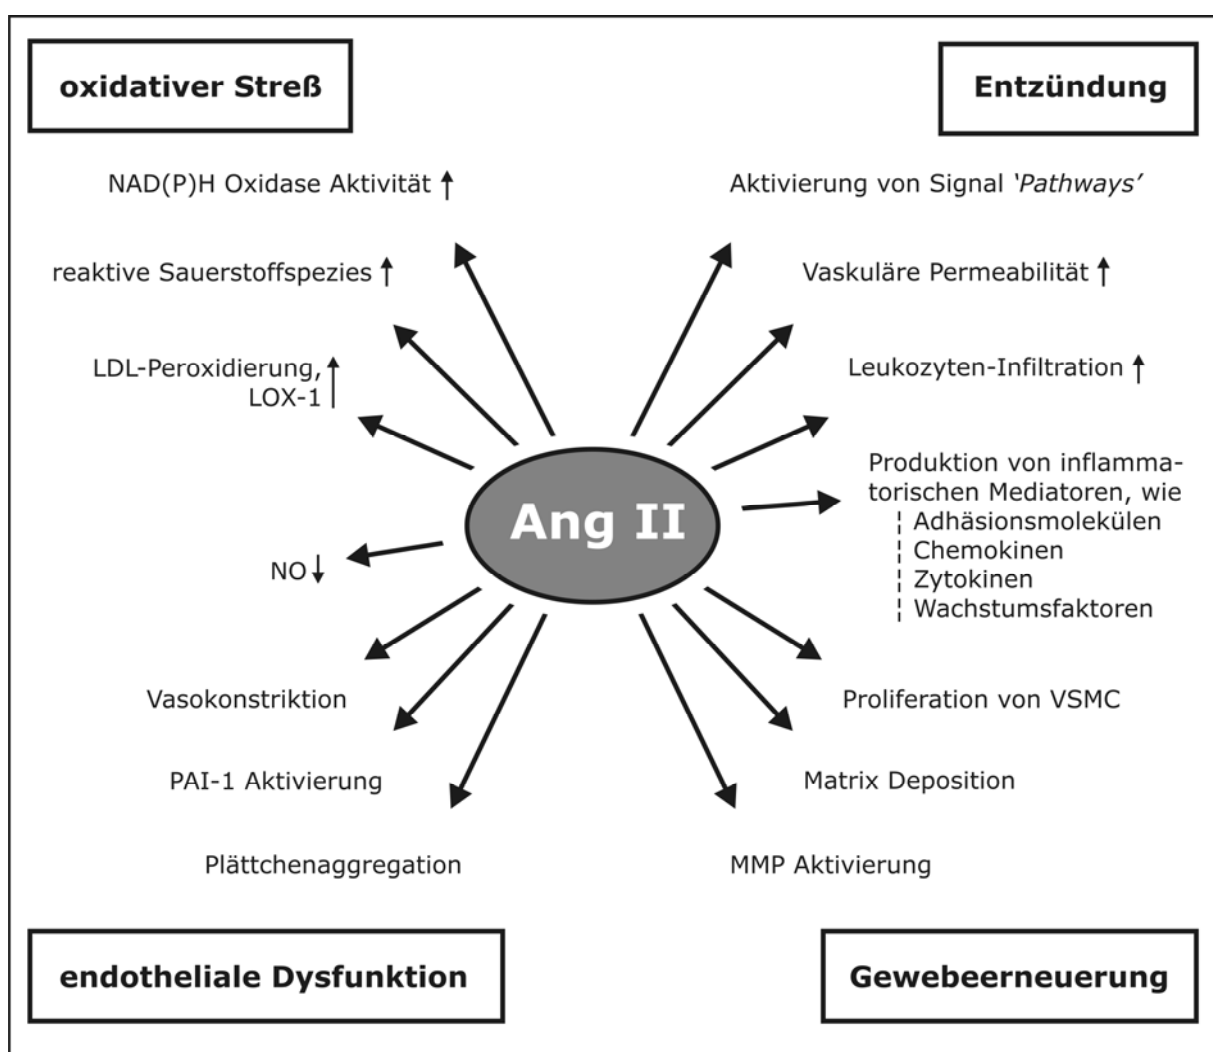 oxidativer Streß
Entzündung
NAD(P)H Oxidase Aktivität ↑
Aktivierung von Signal ‘Pathways’
reaktive Sauerstoffspezies ↑
Vaskuläre Permeabilität ↑
LDL-Peroxidierung, ↑
LOX-1
Leukozyten-Infiltration ↑
Produktion von inflamma-
torischen Mediatoren, wie
Adhäsionsmolekülen
Chemokinen
Zytokinen
Wachstumsfaktoren
Ang II
NO ↓
Vasokonstriktion
Proliferation von VSMC
PAI-1 Aktivierung
Matrix Deposition
Plättchenaggregation
MMP Aktivierung
endotheliale Dysfunktion
Gewebeerneuerung